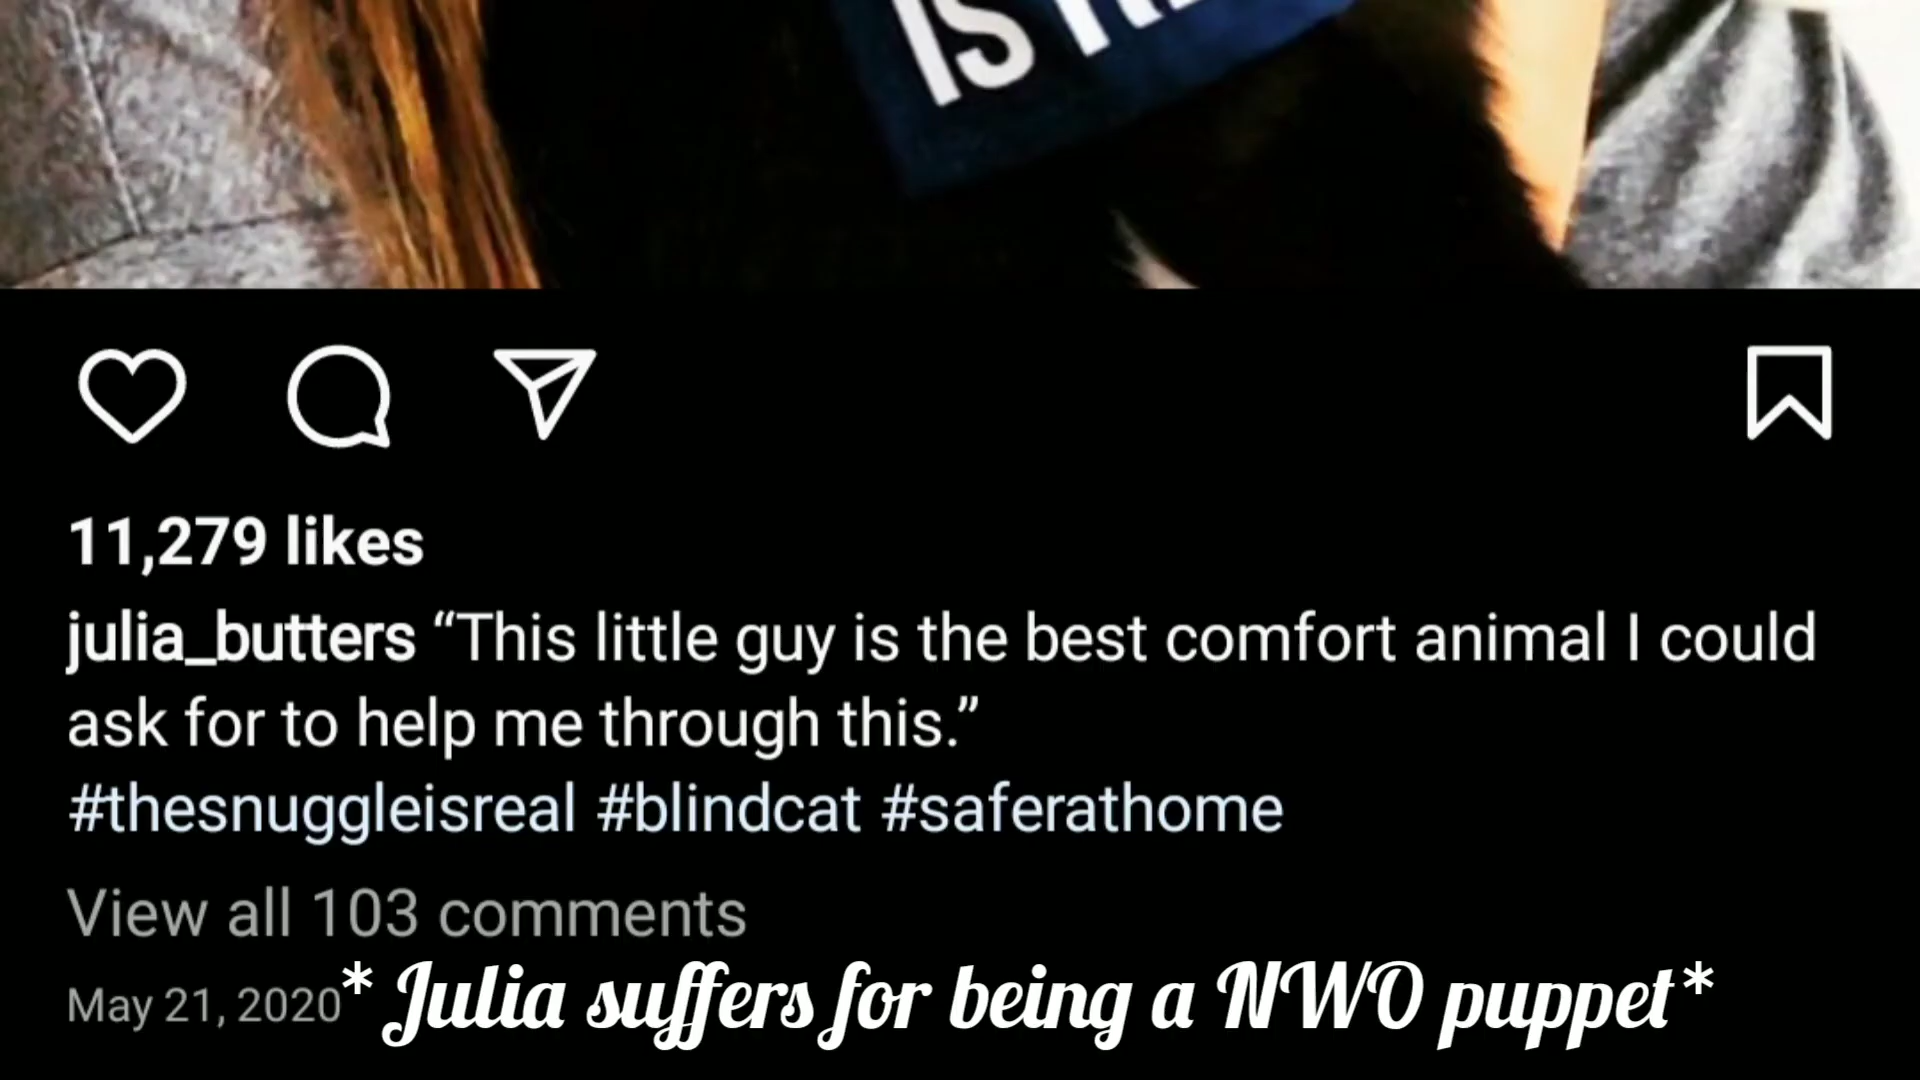 IS
11,279 likes
julia_butters “This little guy is the best comfort animal I could
ask for to help me through this.”
#thesnuggleisreal #blindcat #saferathome
View all 103 comments
May 21, 2020
* Julia suffers for being a NWO puppet*